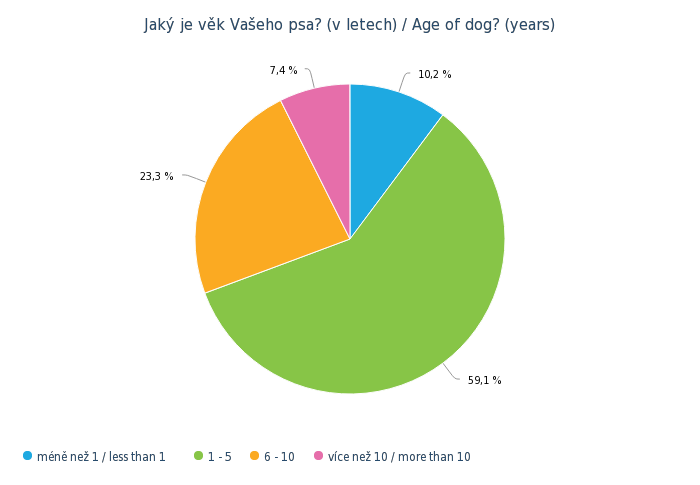 Jaký je věk Vašeho psa? (v letech) / Age of dog? (years)
7,4 %
10,2 %
23,3 %
59,1 %
méně než 1 / less than 1
1 - 5
6 - 10
více než 10 / more than 10